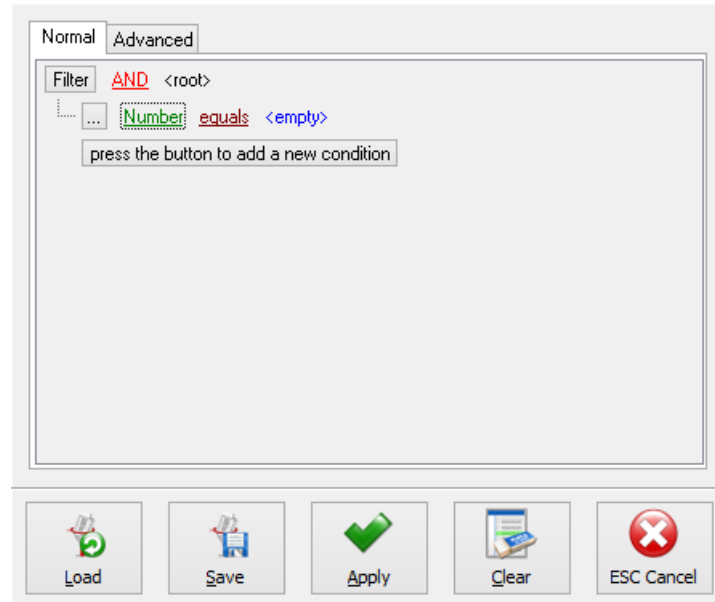 Normal Advanced
Filter AND <root>
... Number equals <empty>
press the button to add a new condition
Load Save Apply Clear ESC Cancel